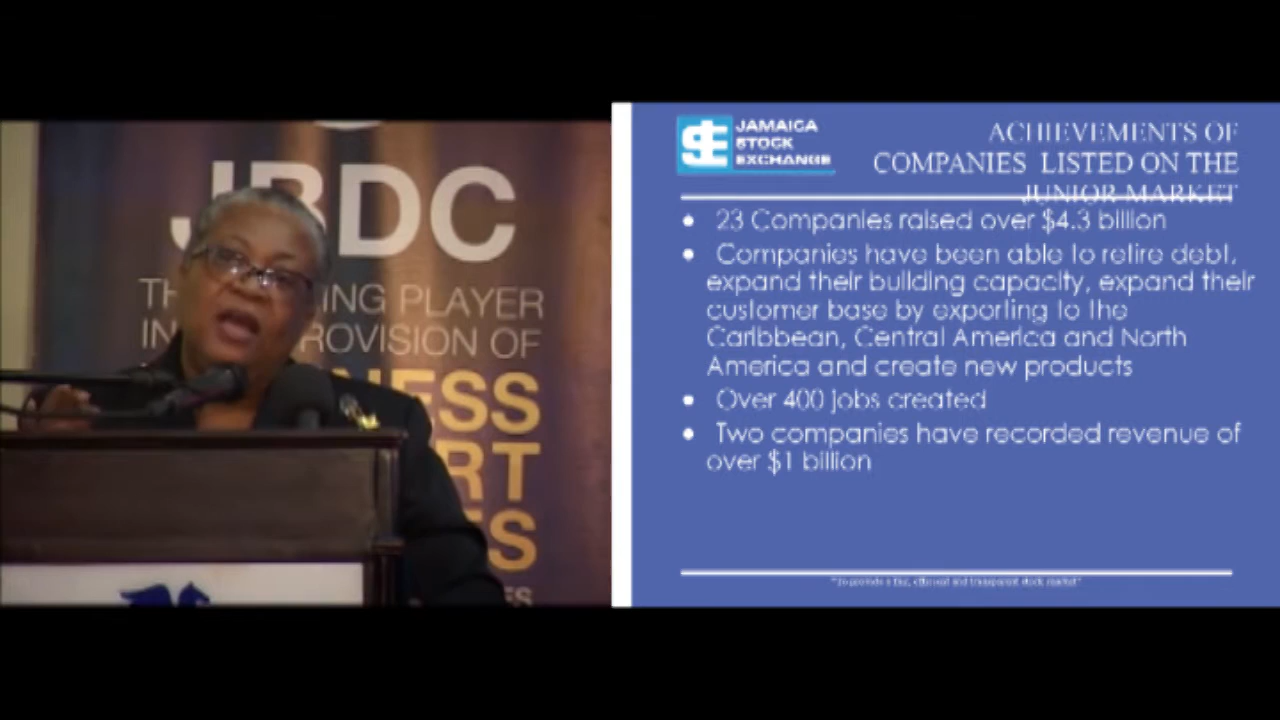 JBDC
ING PLAYER
IN ROVISION OF
NESS
RT
ES
ES
JAMAICA
STOCK
EXCHANGE
ACHIEVEMENTS OF
COMPANIES LISTED ON THE
JUNIOR MARKET
• 23 Companies raised over $4.3 billion
• Companies have been able to retire debt,
expand their building capacity, expand their
customer base by exporting to the
Caribbean, Central America and North
America and create new products
• Over 400 jobs created
• Two companies have recorded revenue of
over $1 billion